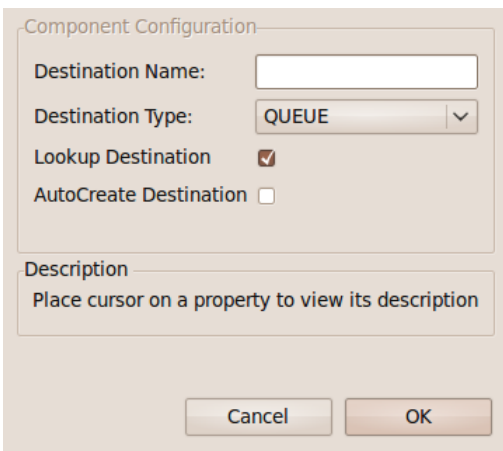 Component Configuration
Destination Name:
Destination Type: QUEUE
Lookup Destination
AutoCreate Destination
Description
Place cursor on a property to view its description
Cancel OK